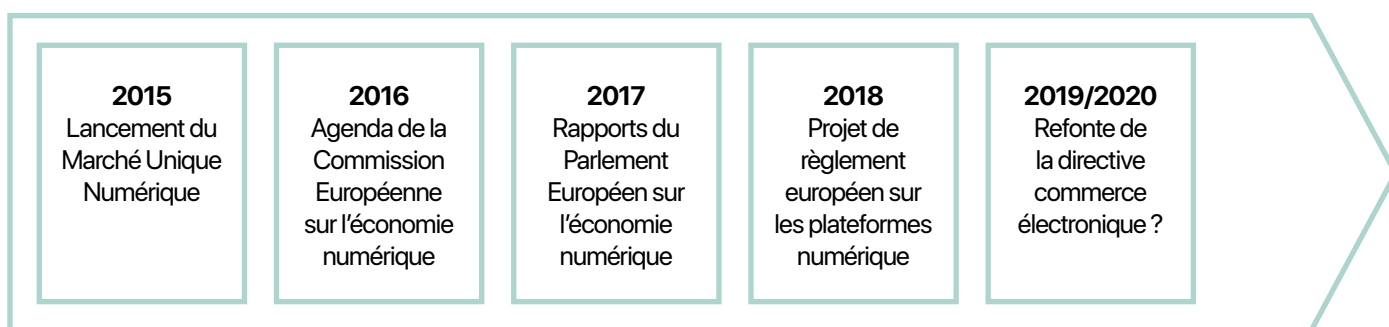 2015
Lancement du
Marché Unique
Numérique
2016
Agenda de la
Commission
Européenne
sur l’économie
numérique
2017
Rapports du
Parlement
Européen sur
l’économie
numérique
2018
Projet de
règlement
européen sur
les plateformes
numérique
2019/2020
Refonte de
la directive
commerce
électronique ?